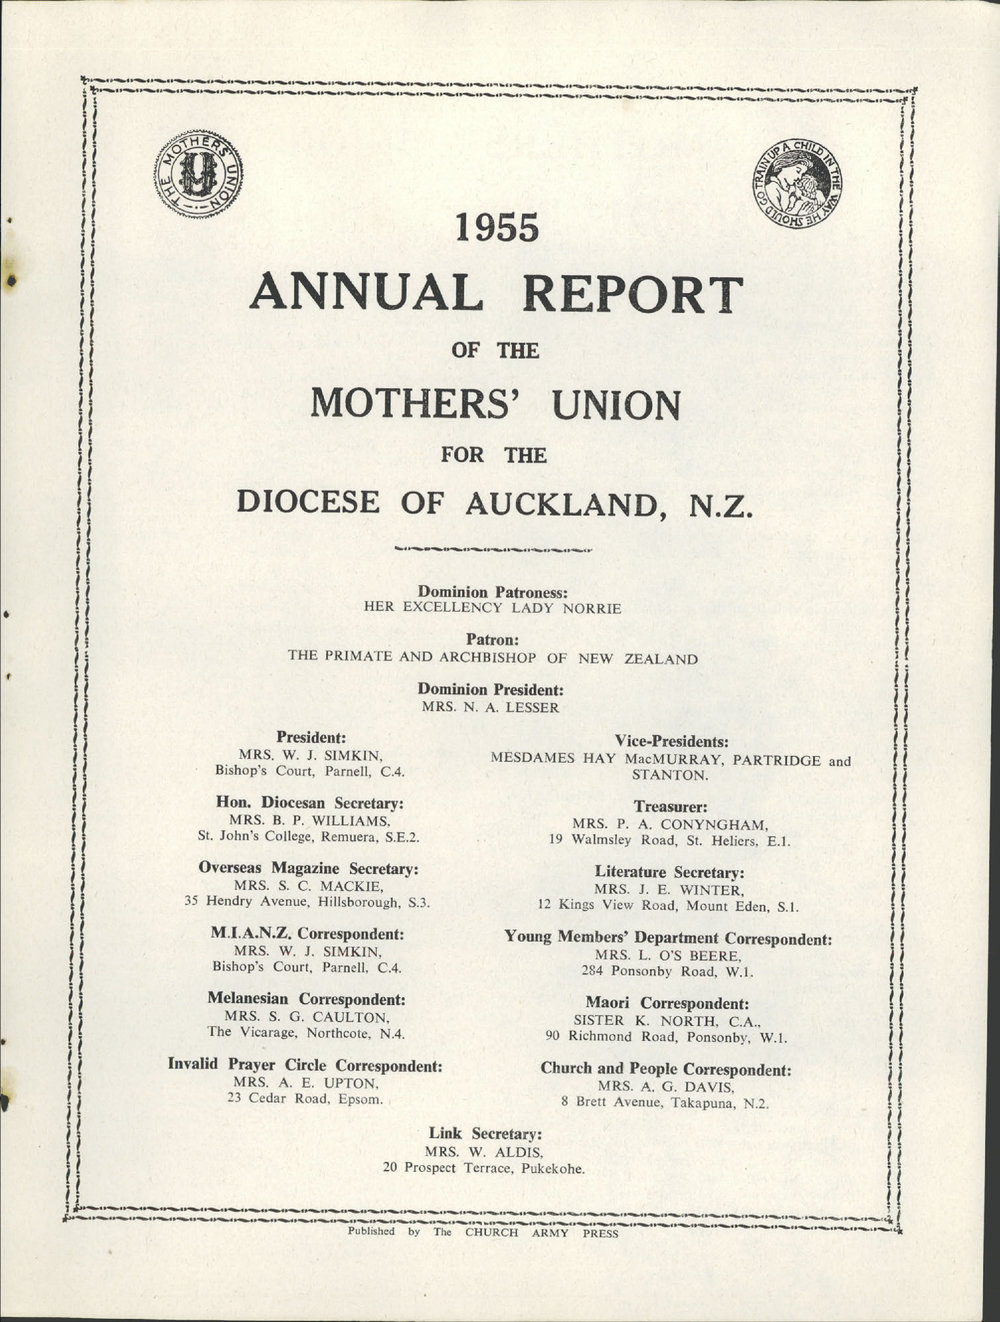 THE MOTHERS' UNION
MU
TRAIN UP A CHILD IN THE WAY HE SHOULD GO
1955
ANNUAL REPORT
OF THE
MOTHERS' UNION
FOR THE
DIOCESE OF AUCKLAND, N.Z.
Dominion Patroness:
HER EXCELLENCY LADY NORRIE
Patron:
THE PRIMATE AND ARCHBISHOP OF NEW ZEALAND
Dominion President:
MRS. N. A. LESSER
President:
MRS. W. J. SIMKIN,
Bishop's Court, Parnell, C.4.
Vice-Presidents:
MESDAMES HAY MacMURRAY, PARTRIDGE and
STANTON.
Hon. Diocesan Secretary:
MRS. B. P. WILLIAMS,
St. John's College, Remuera, S.E.2.
Treasurer:
MRS. P. A. CONYNGHAM,
19 Walmsley Road, St. Heliers, E.1.
Overseas Magazine Secretary:
MRS. S. C. MACKIE,
35 Hendry Avenue, Hillsborough, S.3.
Literature Secretary:
MRS. J. E. WINTER,
12 Kings View Road, Mount Eden, S.1.
M.I.A.N.Z. Correspondent:
MRS. W. J. SIMKIN,
Bishop's Court, Parnell, C.4.
Young Members' Department Correspondent:
MRS. L. O'S BEERE,
284 Ponsonby Road, W.1.
Melanesian Correspondent:
MRS. S. G. CAULTON,
The Vicarage, Northcote, N.4.
Maori Correspondent:
SISTER K. NORTH, C.A.,
90 Richmond Road, Ponsonby, W.1.
Invalid Prayer Circle Correspondent:
MRS. A. E. UPTON,
23 Cedar Road, Epsom.
Church and People Correspondent:
MRS. A. G. DAVIS,
8 Brett Avenue, Takapuna, N.2.
Link Secretary:
MRS. W. ALDIS,
20 Prospect Terrace, Pukekohe.
Published by The CHURCH ARMY PRESS